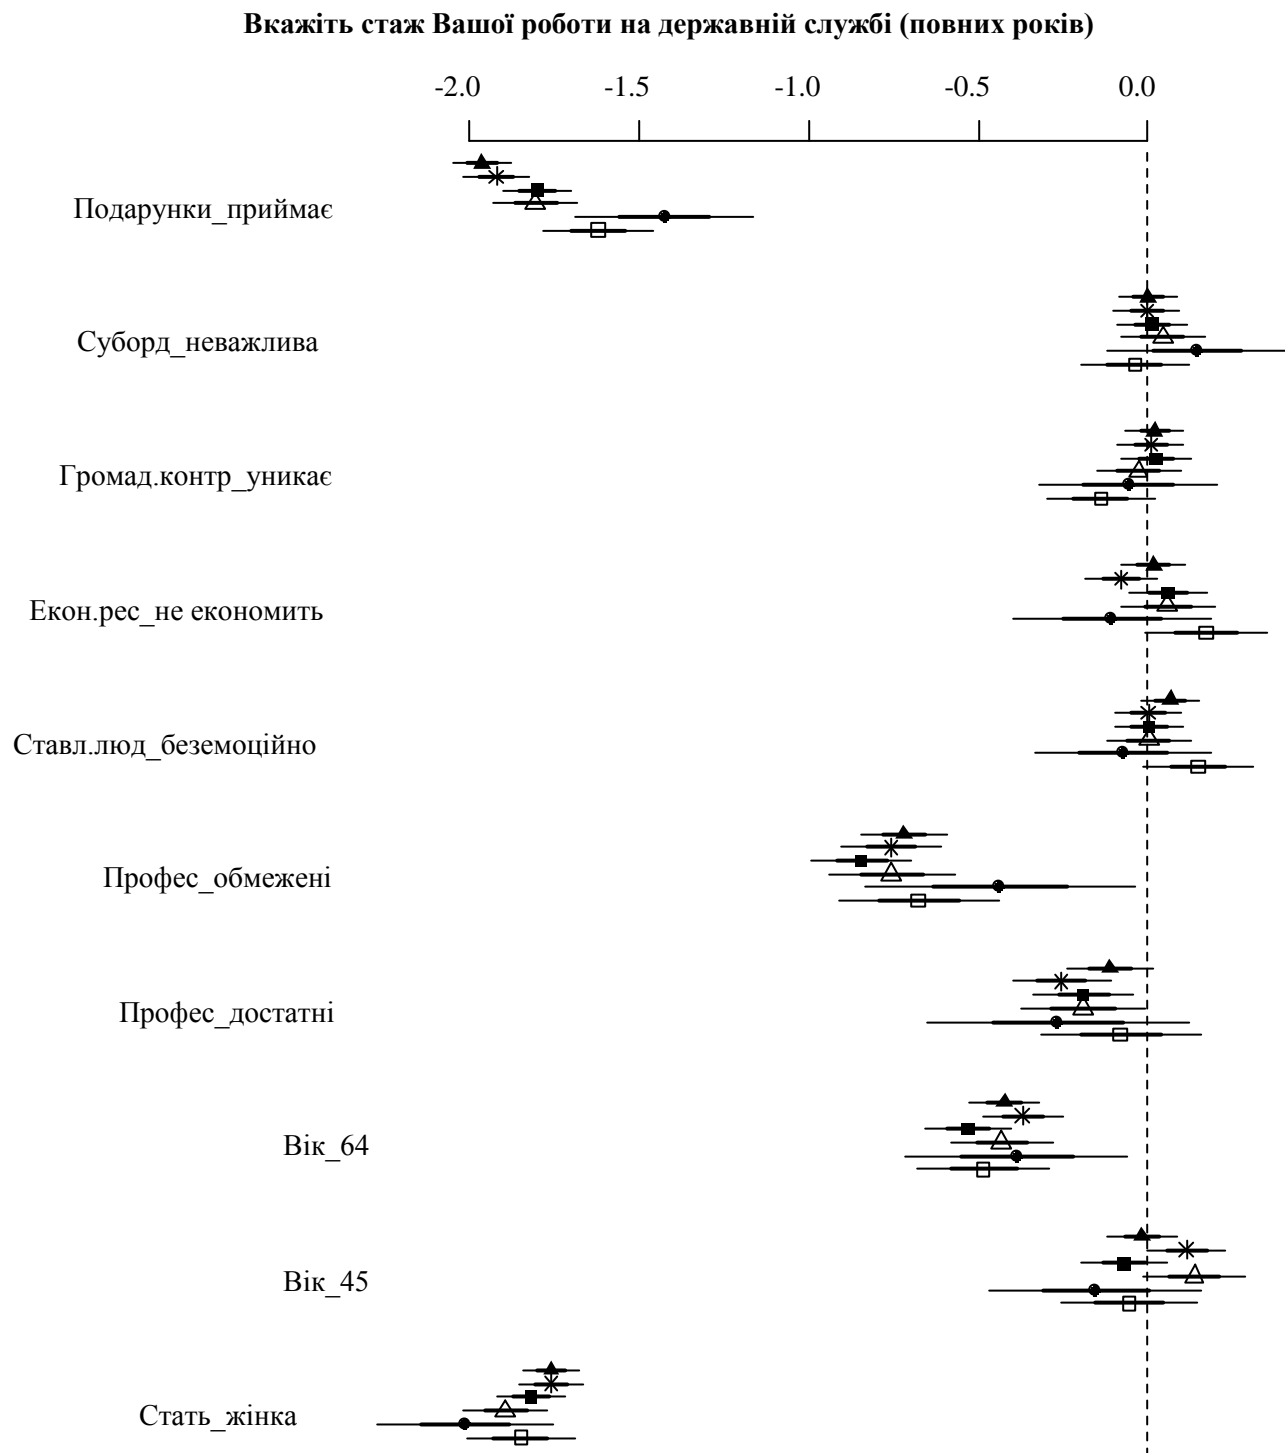 Вкажіть стаж Вашої роботи на державній службі (повних років)
-2.0 -1.5 -1.0 -0.5 0.0
Подарунки_приймає
Суборд_неважлива
Громад.контр_уникає
Екон.рес_не економить
Ставл.люд_беземоційно
Профес_обмежені
Профес_достатні
Вік_64
Вік_45
Стать_жінка